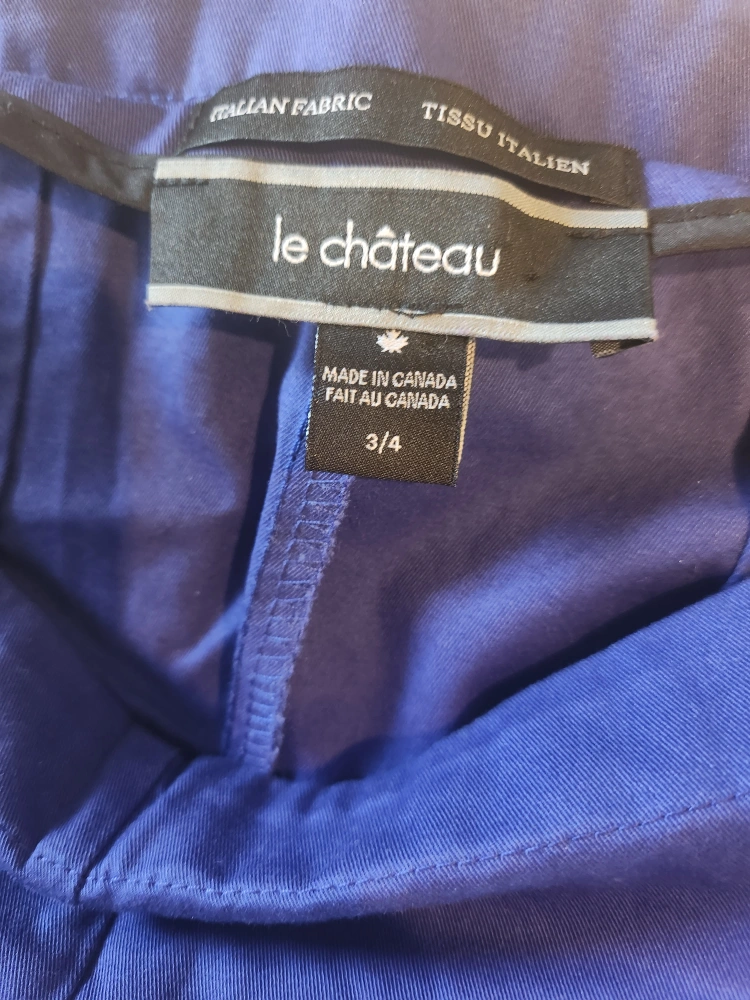 ITALIAN FABRIC TISSU ITALIEN
le château
MADE IN CANADA
FAIT AU CANADA
3/4